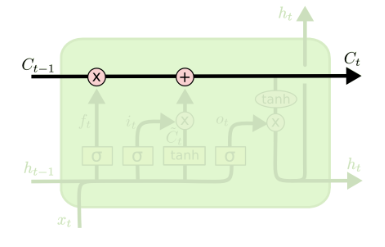 h_t
C_{t-1} × + C_t
tanh
f_t i_t × o_t ×
C̃_t
σ σ tanh σ
h_{t-1} h_t
x_t